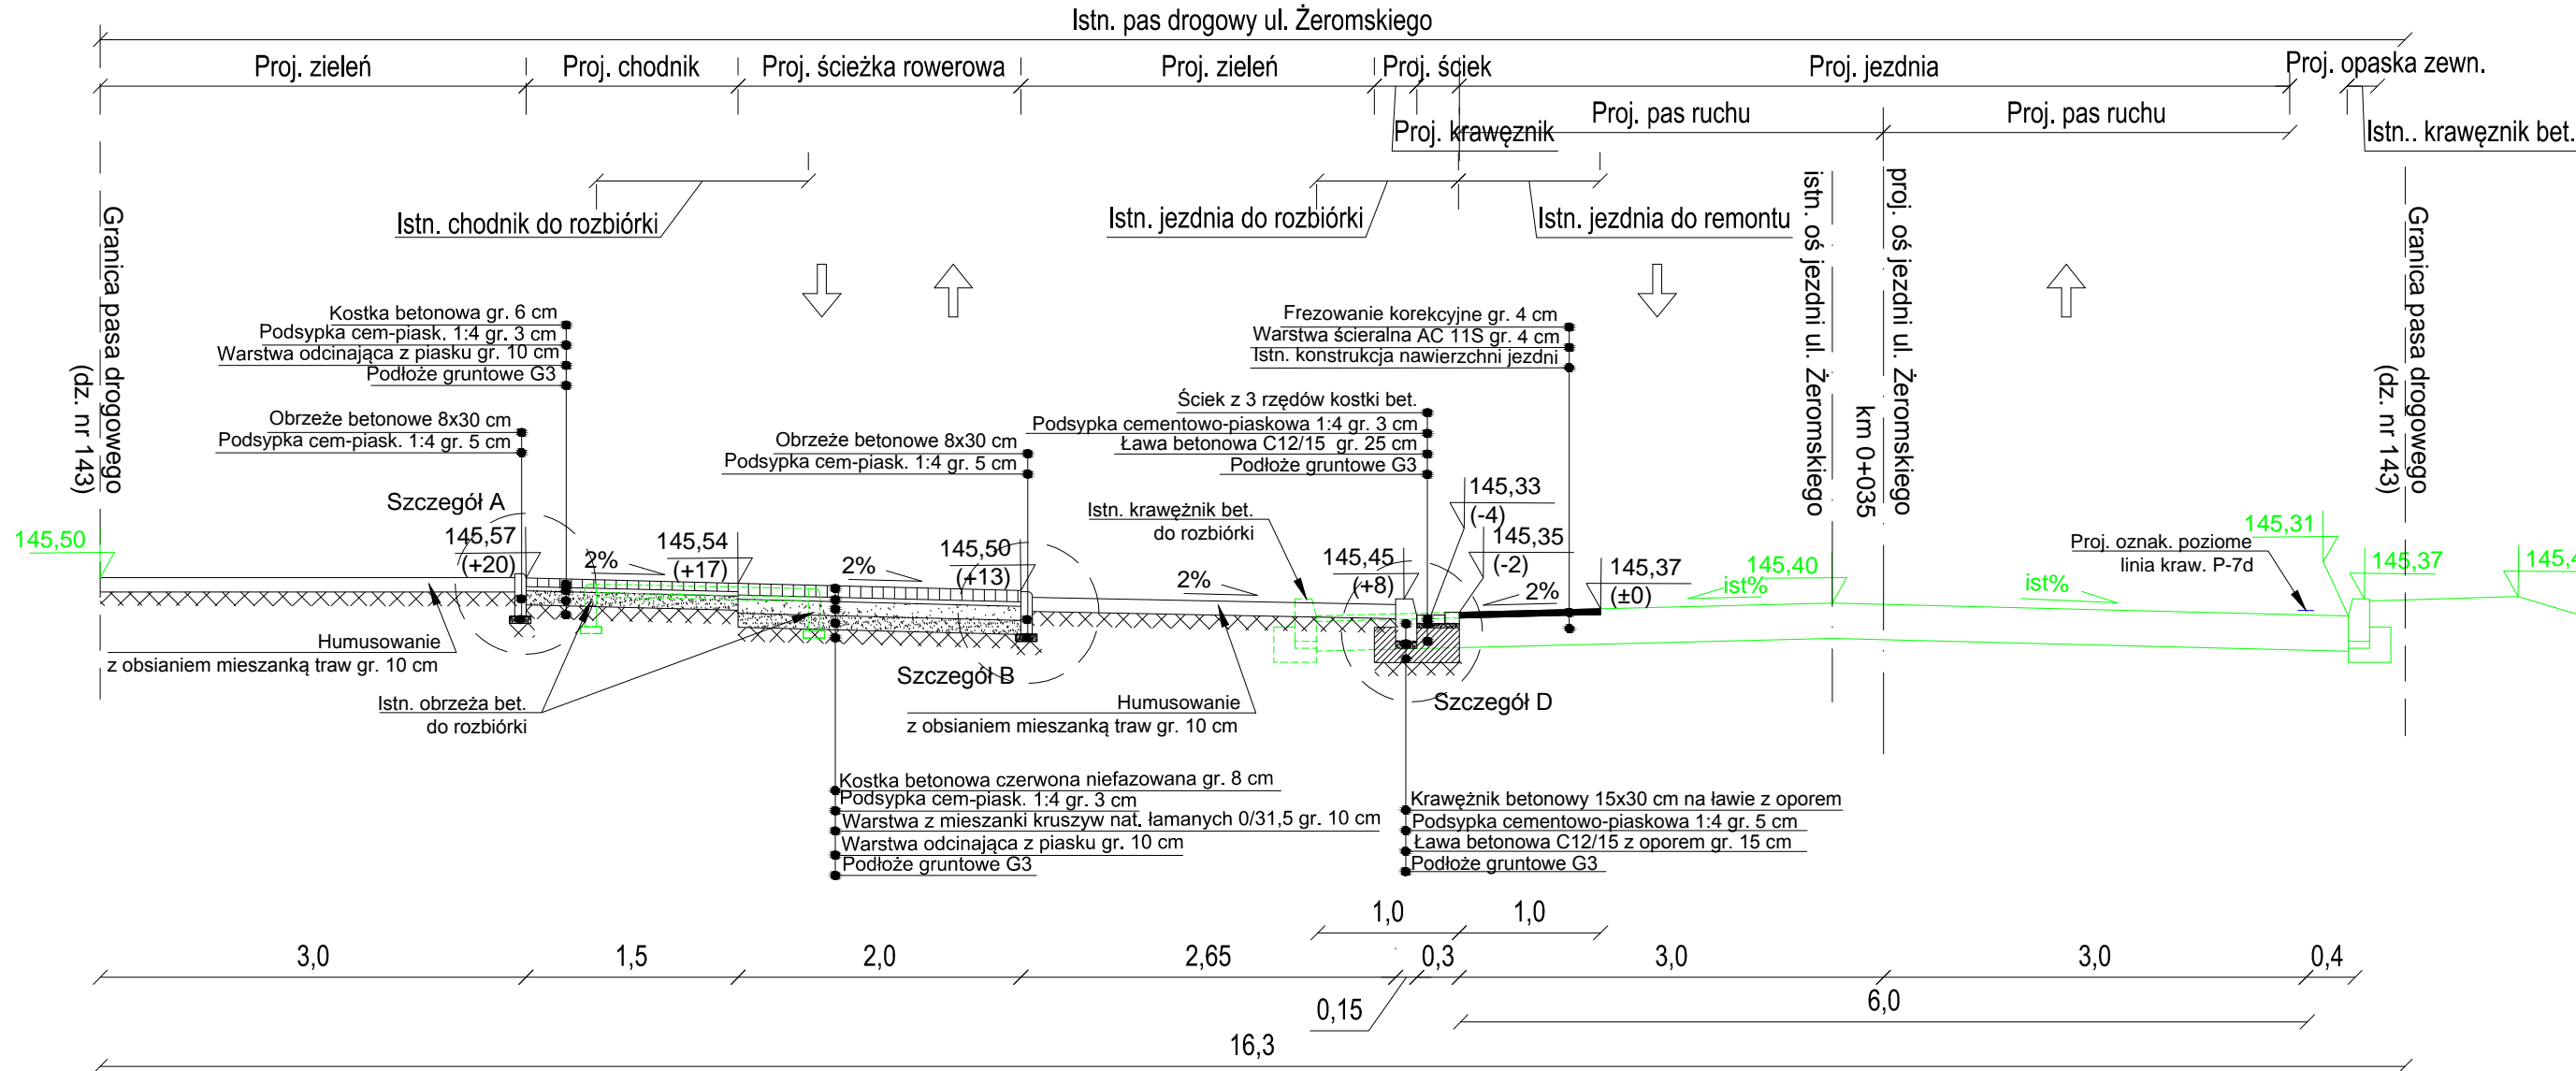 Istn. pas drogowy ul. Żeromskiego
Proj. zieleń
Proj. chodnik
Proj. ścieżka rowerowa
Proj. zieleń
Proj. ściek
Proj. jezdnia
Proj. opaska zewn.
Proj. krawęznik
Proj. pas ruchu
Proj. pas ruchu
Istn.. krawęznik bet.
Istn. chodnik do rozbiórki
Istn. jezdnia do rozbiórki
Istn. jezdnia do remontu
Granica pasa drogowego
(dz. nr 143)
istn. oś jezdni ul. Żeromskiego
proj. oś jezdni ul. Żeromskiego
km 0+035
Granica pasa drogowego
(dz. nr 143)
Kostka betonowa gr. 6 cm
Podsypka cem-piask. 1:4 gr. 3 cm
Warstwa odcinająca z piasku gr. 10 cm
Podłoże gruntowe G3
Obrzeże betonowe 8x30 cm
Podsypka cem-piask. 1:4 gr. 5 cm
Obrzeże betonowe 8x30 cm
Podsypka cem-piask. 1:4 gr. 5 cm
Frezowanie korekcyjne gr. 4 cm
Warstwa ścieralna AC 11S gr. 4 cm
Istn. konstrukcja nawierzchni jezdni
Ściek z 3 rzędów kostki bet.
Podsypka cementowo-piaskowa 1:4 gr. 3 cm
Ława betonowa C12/15 gr. 25 cm
Podłoże gruntowe G3
Szczegół A
Istn. krawężnik bet.
do rozbiórki
145,50
145,57
(+20)
2%
145,54
(+17)
2%
145,50
(+13)
2%
145,45
(+8)
145,33
(-4)
145,35
(-2)
2%
145,37
(±0)
ist%
145,40
ist%
Proj. oznak. poziome
linia kraw. P-7d
145,31
145,37
145,4
Humusowanie
z obsianiem mieszanką traw gr. 10 cm
Istn. obrzeża bet.
do rozbiórki
Szczegół B
Humusowanie
z obsianiem mieszanką traw gr. 10 cm
Szczegół D
Kostka betonowa czerwona niefazowana gr. 8 cm
Podsypka cem-piask. 1:4 gr. 3 cm
Warstwa z mieszanki kruszyw nat. łamanych 0/31,5 gr. 10 cm
Warstwa odcinająca z piasku gr. 10 cm
Podłoże gruntowe G3
Krawężnik betonowy 15x30 cm na ławie z oporem
Podsypka cementowo-piaskowa 1:4 gr. 5 cm
Ława betonowa C12/15 z oporem gr. 15 cm
Podłoże gruntowe G3
1,0
1,0
3,0
1,5
2,0
2,65
0,3
3,0
3,0
0,4
0,15
6,0
16,3